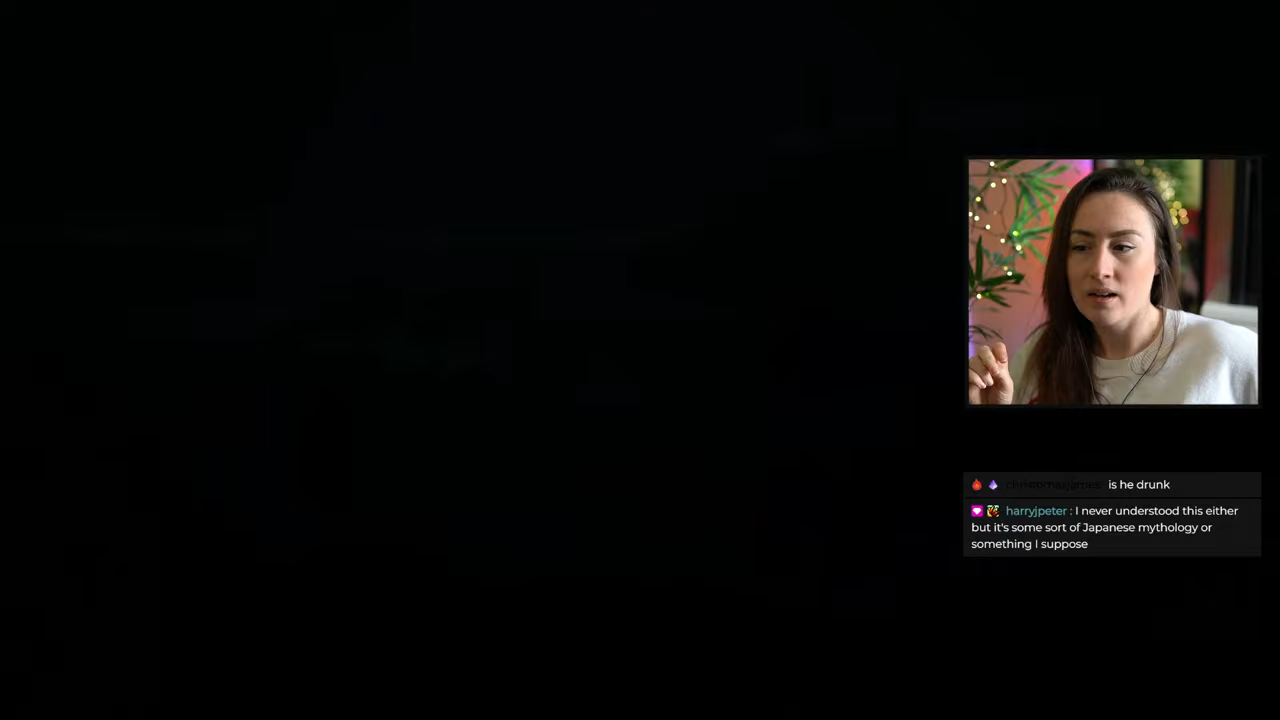 is he drunk
harryjpeter : I never understood this either
but it's some sort of Japanese mythology or
something I suppose